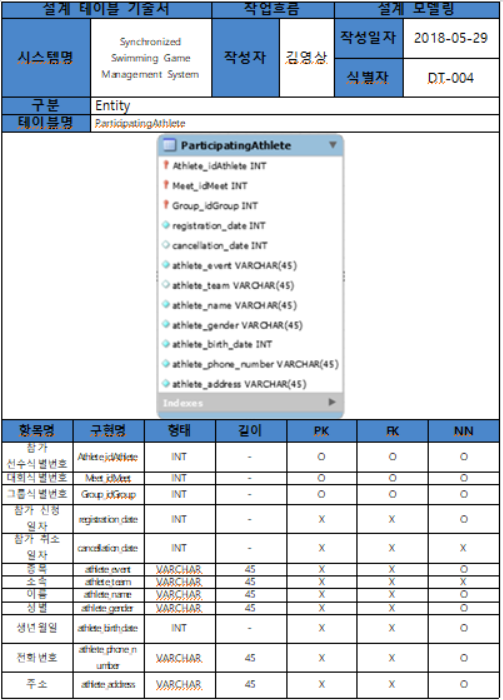 설계 테이블 기술서 작업흐름 설계 모델링
시스템명 Synchronized Swimming Game Management System 작성자 김영상 작성일자 2018-05-29
식별자 DT-004
구분 Entity
테이블명 ParticipatingAthlete
ParticipatingAthlete
Athlete_idAthlete INT
Meet_idMeet INT
Group_idGroup INT
registration_date INT
cancellation_date INT
athlete_event VARCHAR(45)
athlete_team VARCHAR(45)
athlete_name VARCHAR(45)
athlete_gender VARCHAR(45)
athlete_birth_date INT
athlete_phone_number VARCHAR(45)
athlete_address VARCHAR(45)
Indexes
항목명 구현명 형태 길이 PK FK NN
참가 선수식별번호 Athlete_idAthlete INT - O O O
대회식별번호 Meet_idMeet INT - O O O
그룹식별번호 Group_idGroup INT - O O O
참가 신청 일자 registration_date INT - X X O
참가 취소 일자 cancellation_date INT - X X X
종목 athlete_event VARCHAR 45 X X O
소속 athlete_team VARCHAR 45 X X X
이름 athlete_name VARCHAR 45 X X O
성별 athlete_gender VARCHAR 45 X X O
생년월일 athlete_birth_date INT - X X O
전화번호 athlete_phone_number VARCHAR 45 X X O
주소 athlete_address VARCHAR 45 X X O